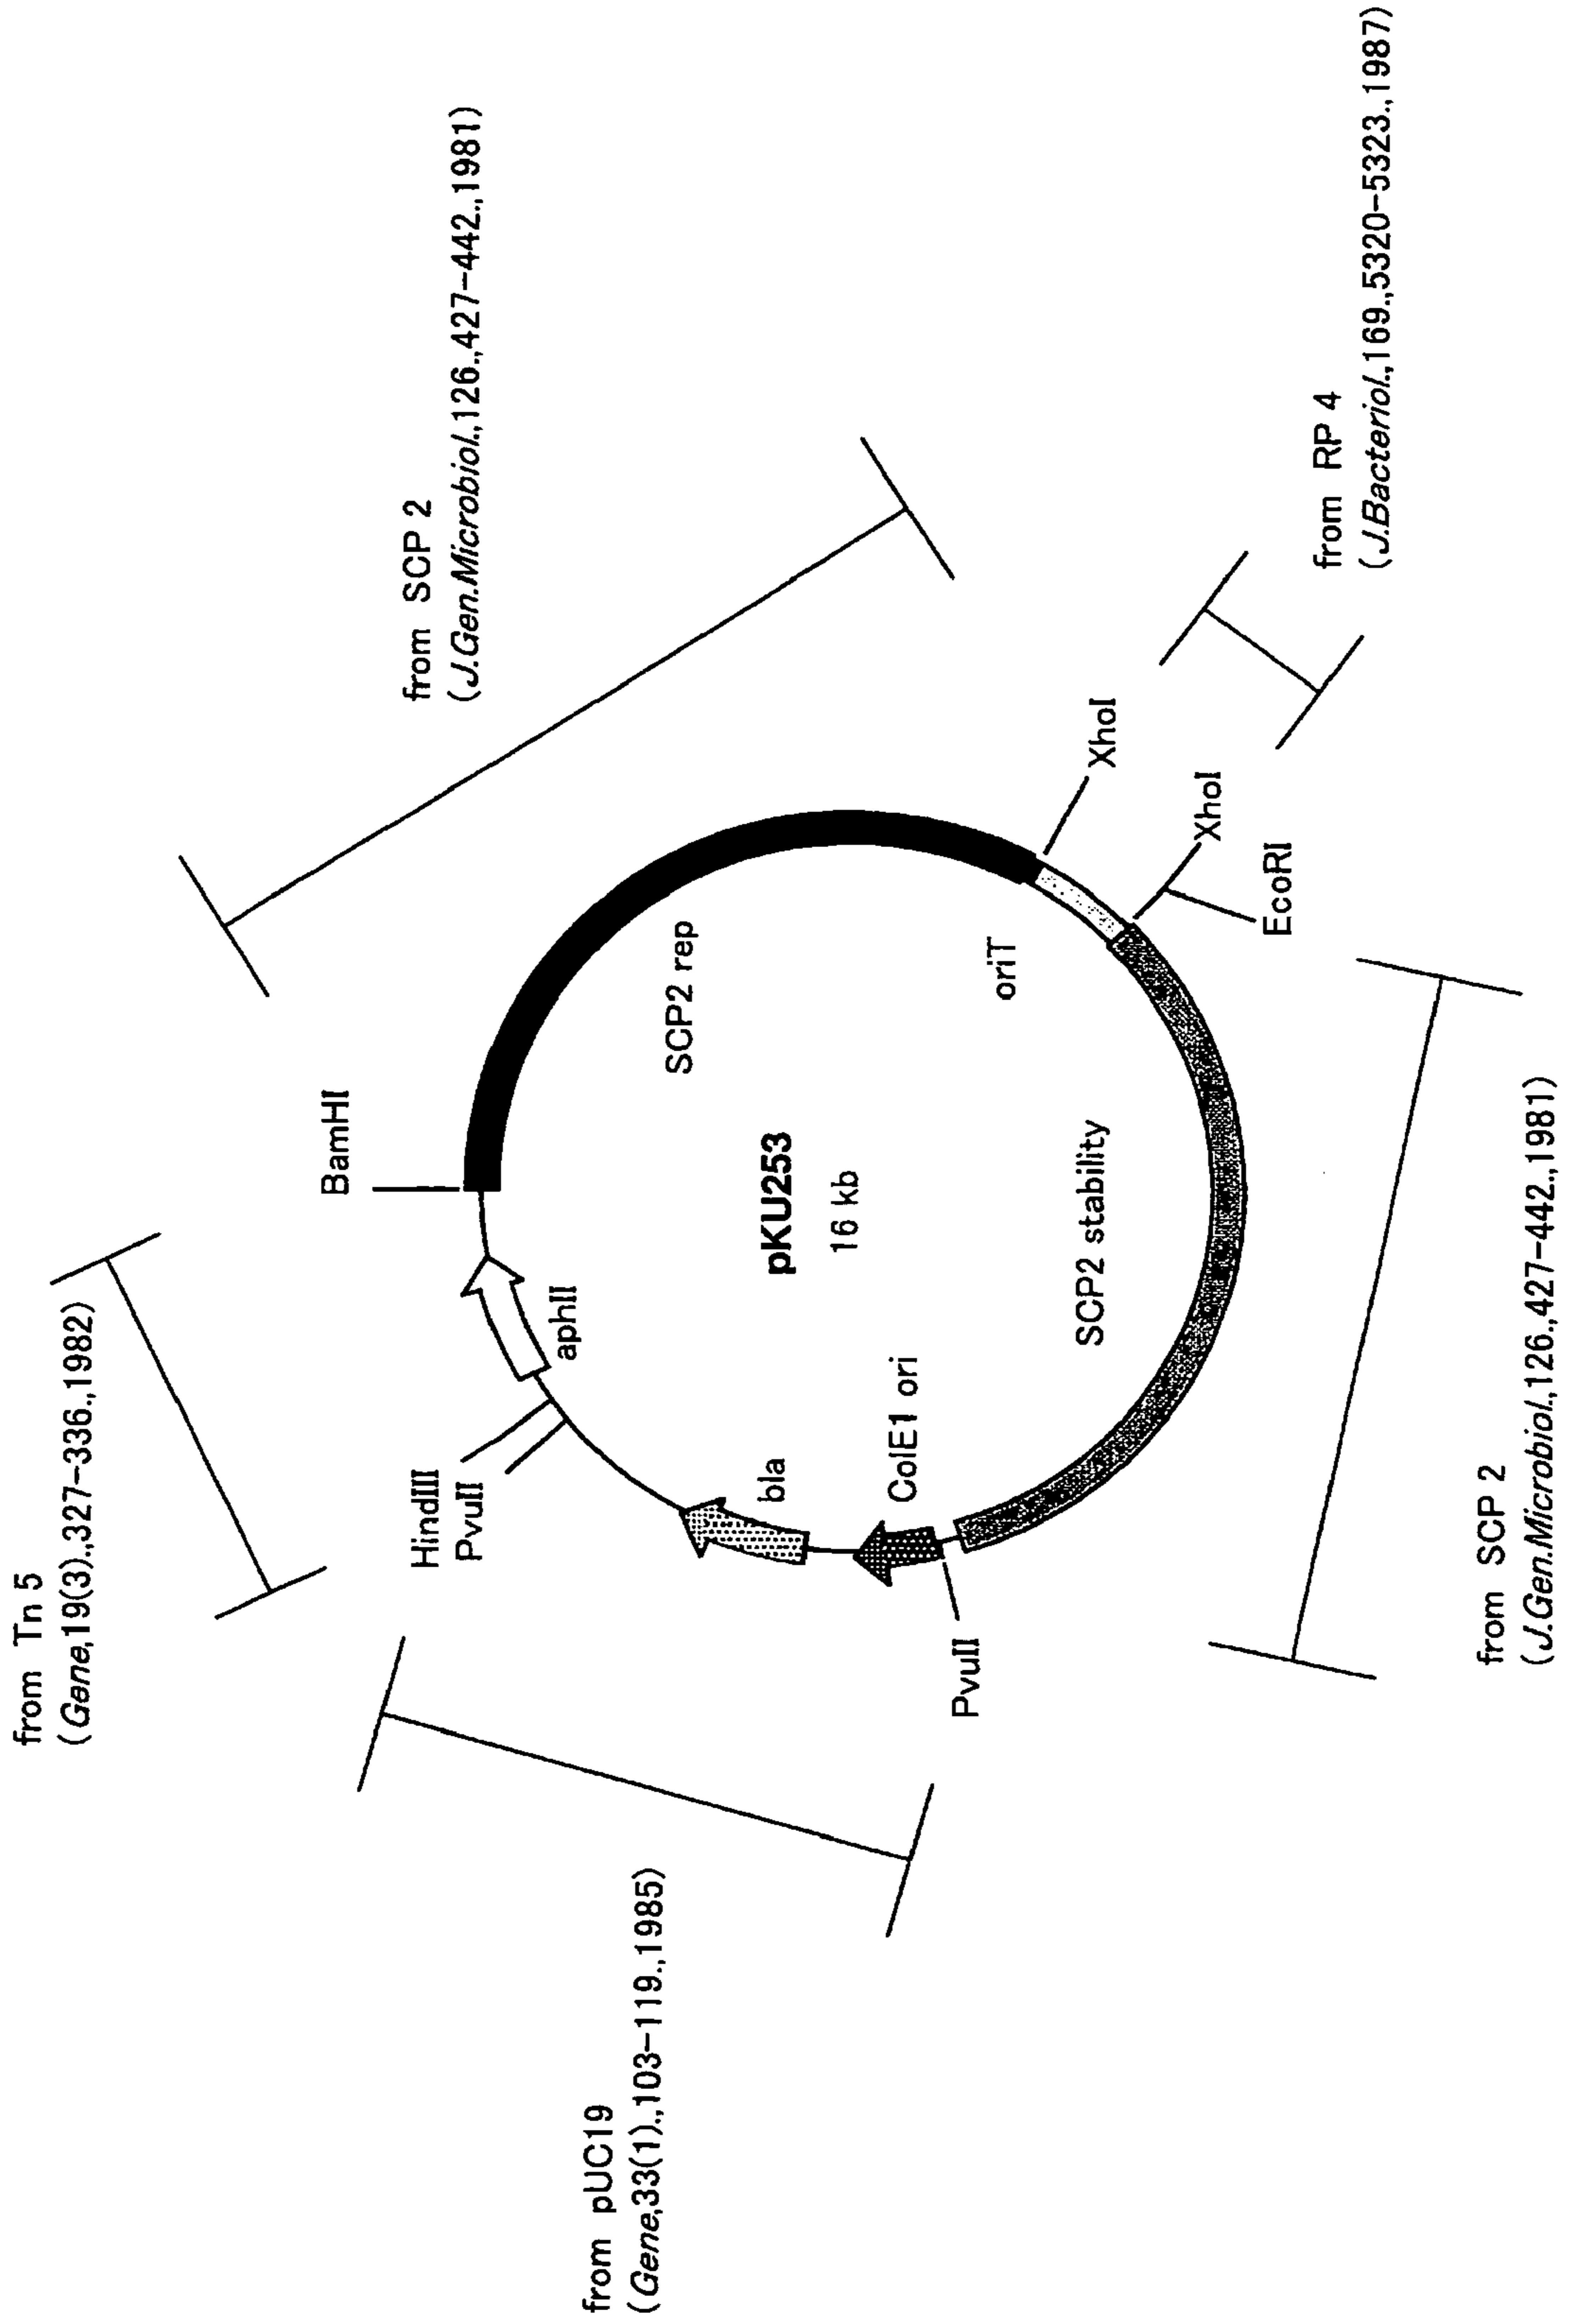 from Tn 5
(Gene,19(3).,327-336.,1982)
from SCP 2
(J.Gen.Microbiol.,126.,427-442.,1981)
from pUC19
(Gene,33(1).,103-119.,1985)
BamHI
HindIII
PvuII
aphII
SCP2 rep
bla
pKU253
16 kb
ColE1 ori
oriT
PvuII
SCP2 stability
XhoI
XhoI
EcoRI
from RP 4
(J.Bacteriol.,169.,5320-5323.,1987)
from SCP 2
(J.Gen.Microbiol.,126.,427-442.,1981)